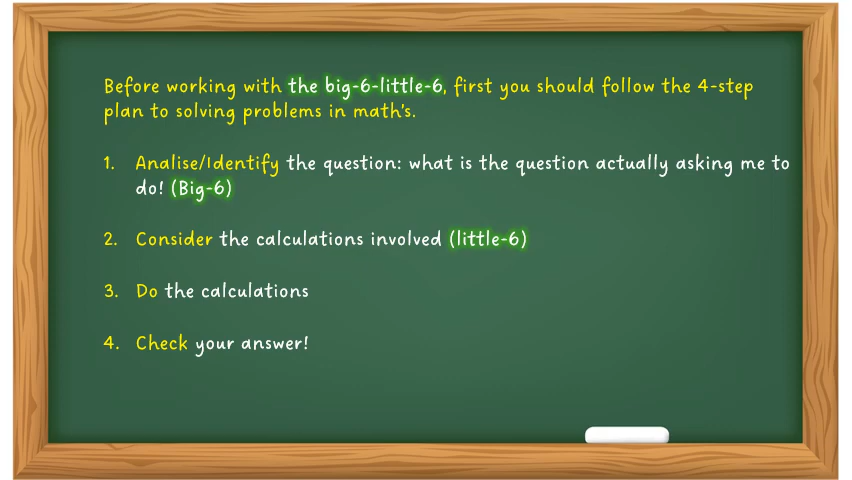 Before working with the big-6-little-6, first you should follow the 4-step
plan to solving problems in math's.
1. Analise/Identify the question: what is the question actually asking me to
do! (Big-6)
2. Consider the calculations involved (little-6)
3. Do the calculations
4. Check your answer!